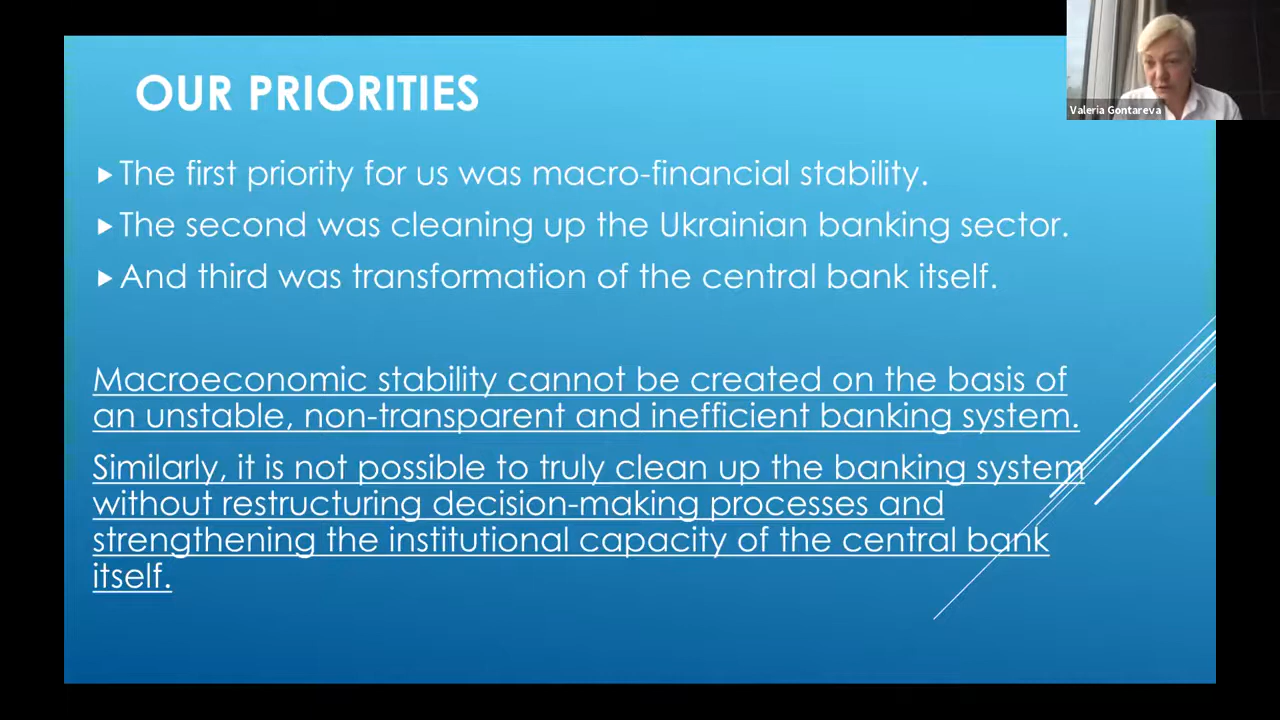 OUR PRIORITIES
Valeria Gontareva
The first priority for us was macro-financial stability.
The second was cleaning up the Ukrainian banking sector.
And third was transformation of the central bank itself.
Macroeconomic stability cannot be created on the basis of
an unstable, non-transparent and inefficient banking system.
Similarly, it is not possible to truly clean up the banking system
without restructuring decision-making processes and
strengthening the institutional capacity of the central bank
itself.